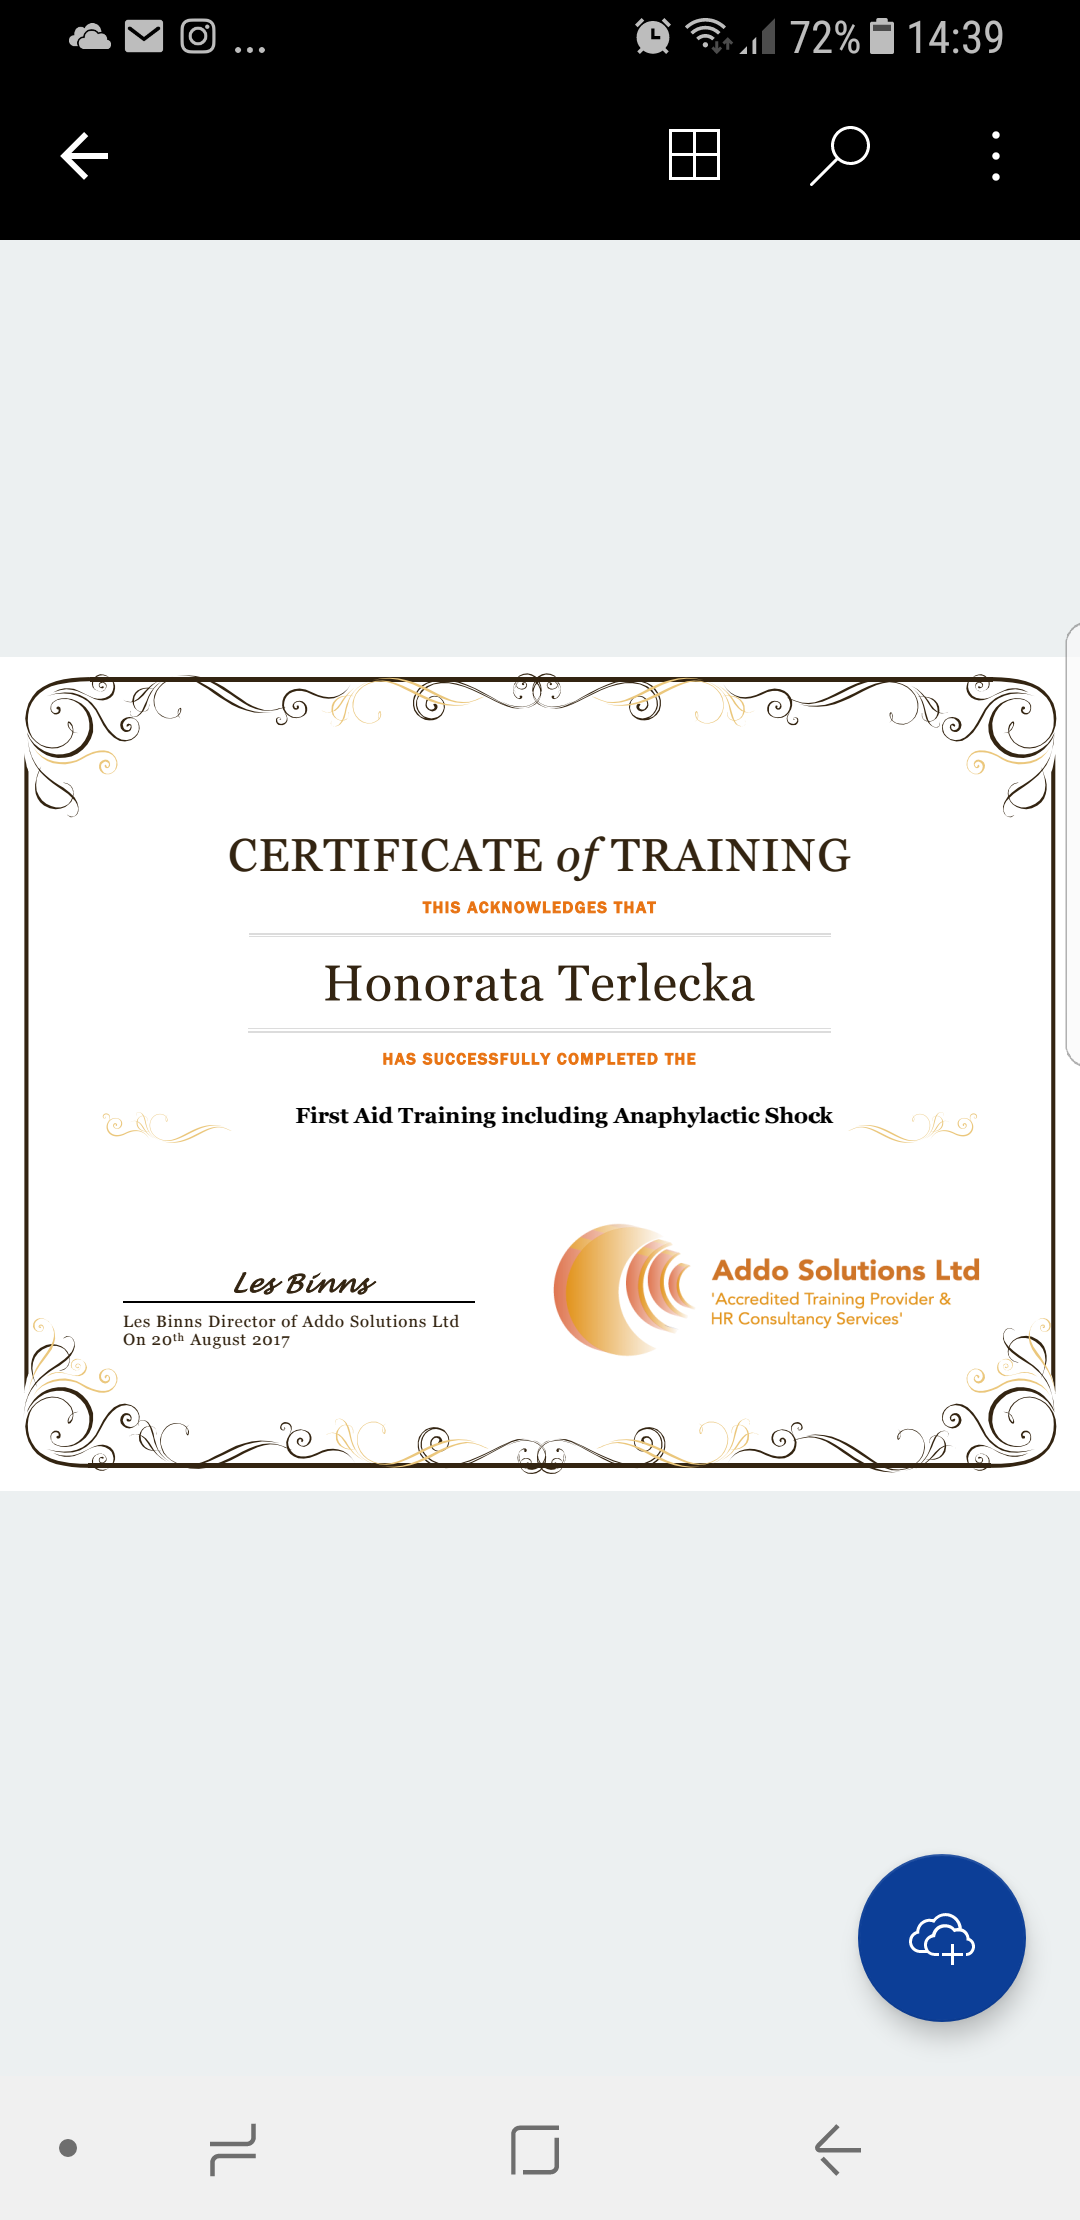 ... 72% 14:39
CERTIFICATE of TRAINING
THIS ACKNOWLEDGES THAT
Honorata Terlecka
HAS SUCCESSFULLY COMPLETED THE
First Aid Training including Anaphylactic Shock
Les Binns
Les Binns Director of Addo Solutions Ltd
On 20th August 2017
Addo Solutions Ltd
'Accredited Training Provider &
HR Consultancy Services'